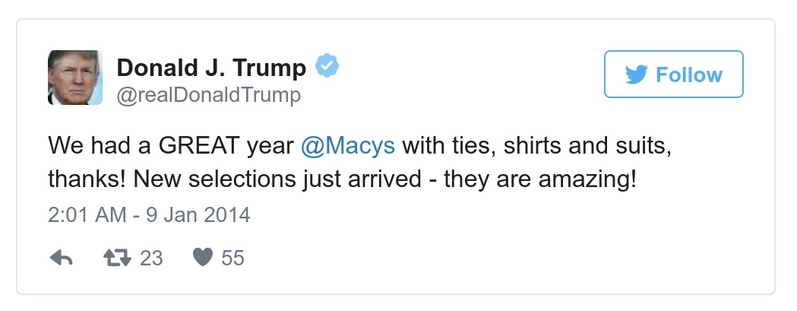 Donald J. Trump
@realDonaldTrump
Follow
We had a GREAT year @Macys with ties, shirts and suits,
thanks! New selections just arrived - they are amazing!
2:01 AM - 9 Jan 2014
23 55